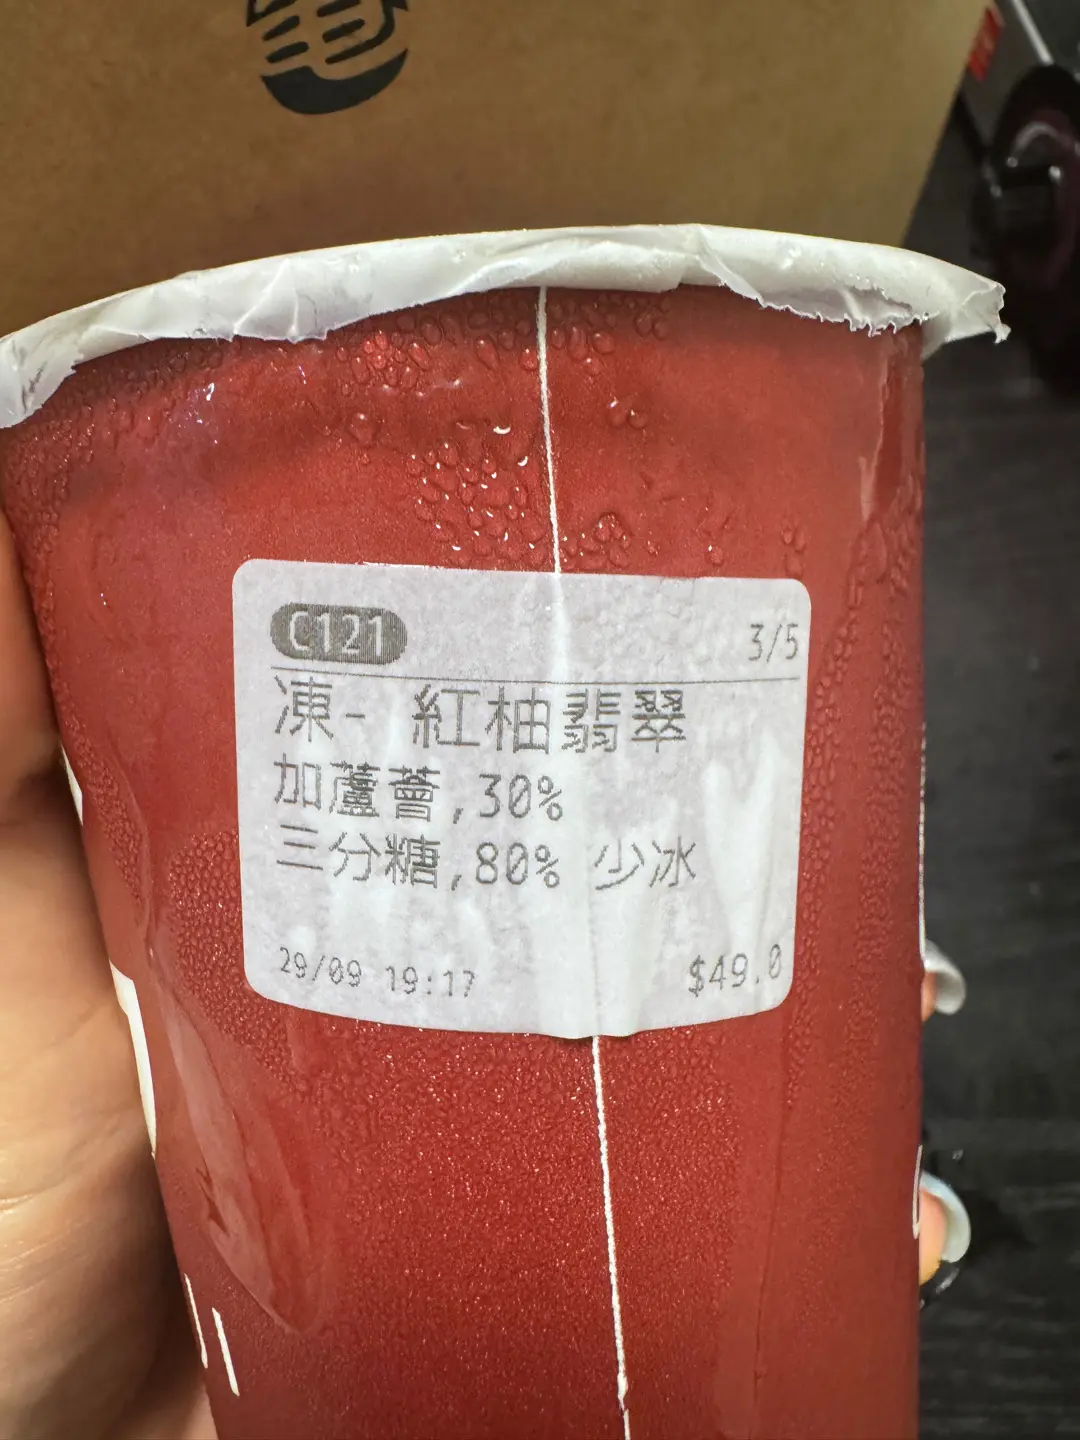 C121
3/5
凍- 紅柚翡翠
加蘆薈,30%
三分糖,80% 少冰
29/09 19:17
$49.0